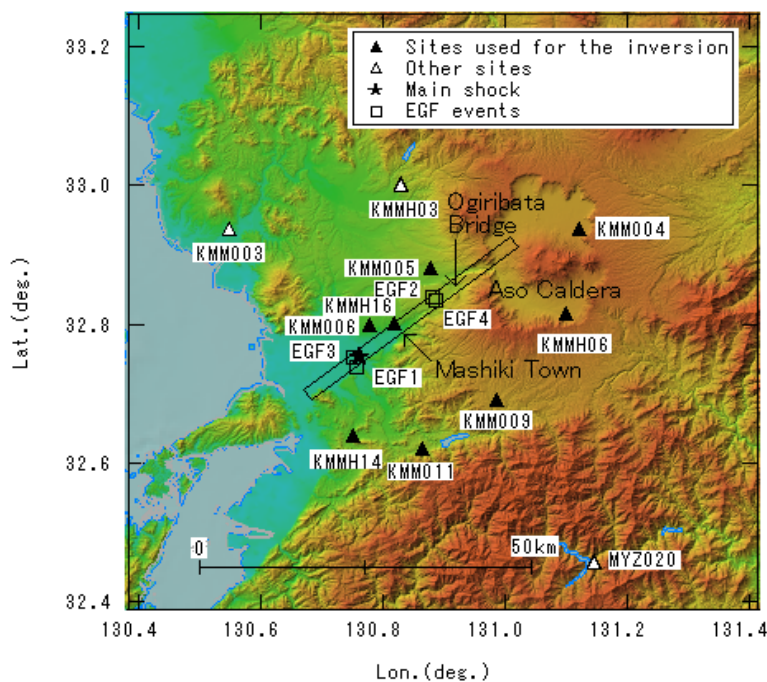 33.2
33.0
32.8
32.6
32.4
Lat.(deg.)
Sites used for the inversion
Other sites
Main shock
EGF events
KMMH03
Ogiribata
Bridge
KMM003
KMM004
KMM005
EGF2
KMMH16
Aso Caldera
KMM006
EGF4
KMMH06
EGF3
EGF1
Mashiki Town
KMM009
KMMH14
KMM011
0
50km
MYZ020
130.4
130.6
130.8
131.0
131.2
131.4
Lon.(deg.)